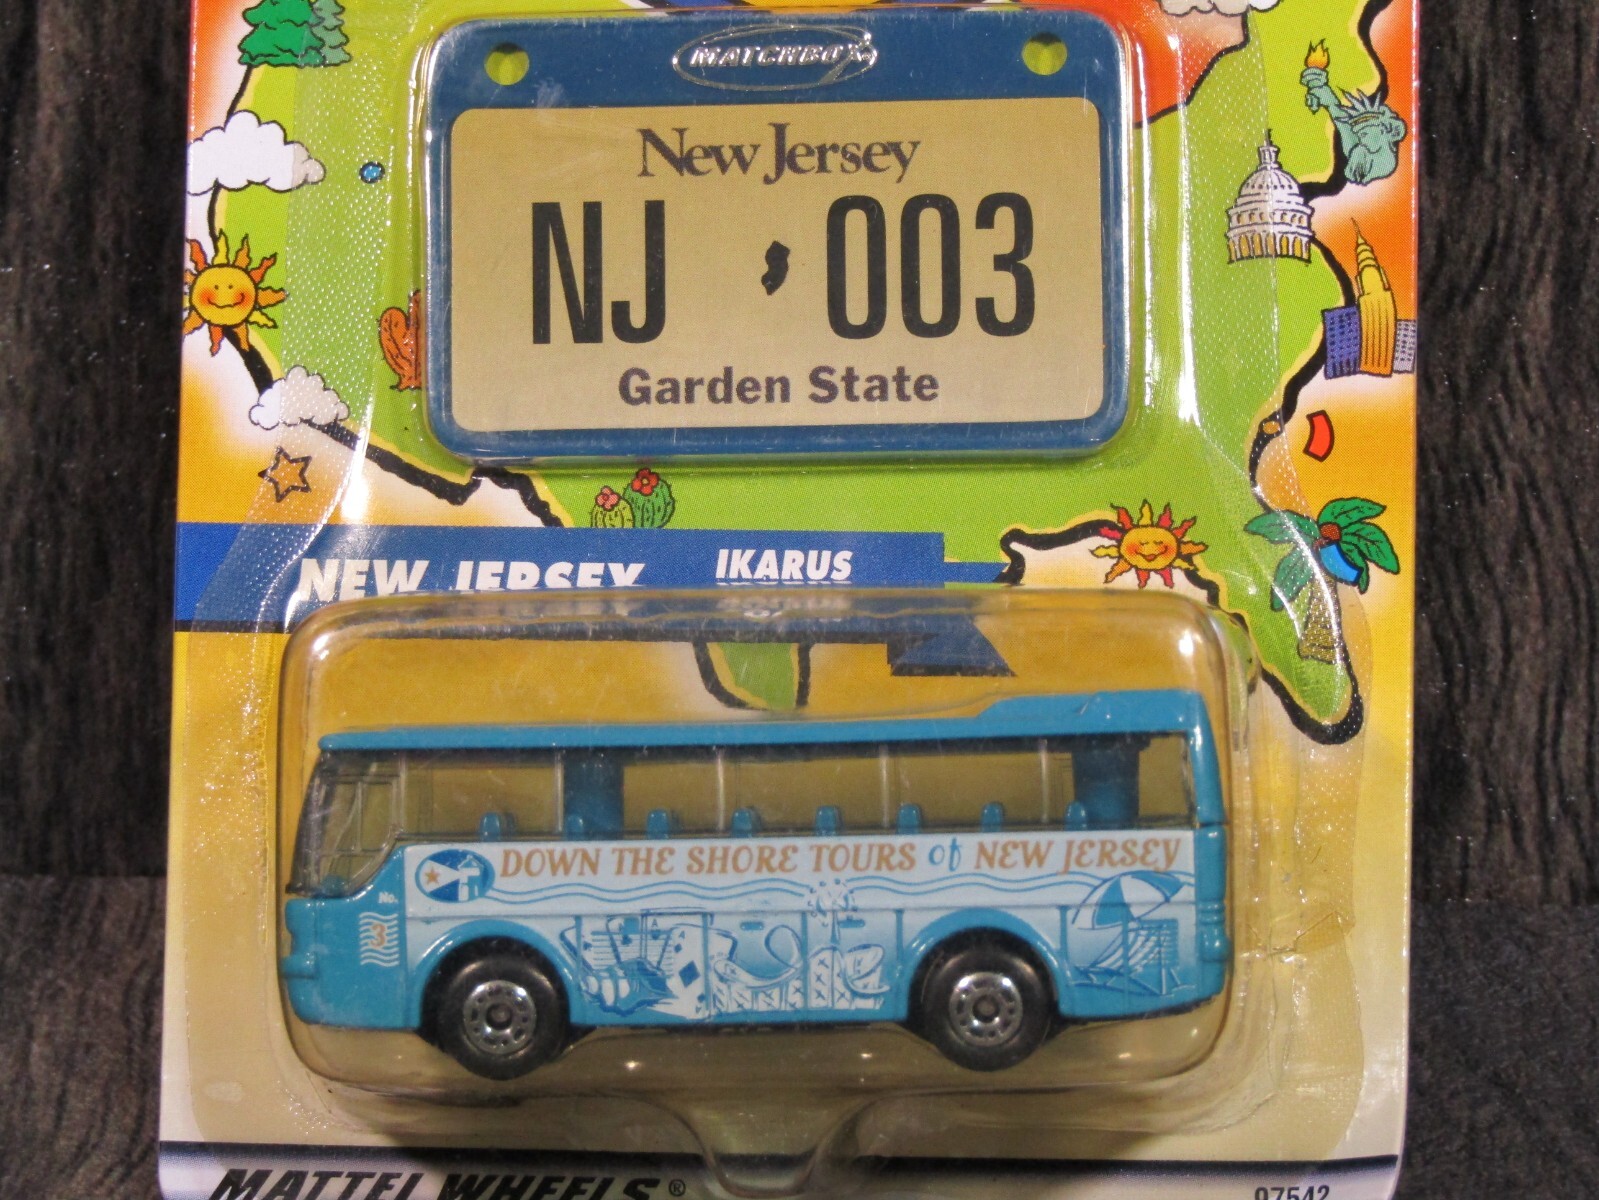 MATCHBOX
New Jersey
NJ 003
Garden State
NEW JERSEY IKARUS
DOWN THE SHORE TOURS of NEW JERSEY
No.
3
MATTEL WHEELS®
97542